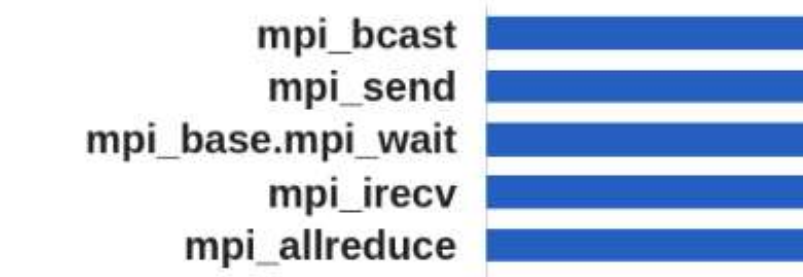 mpi_bcast
mpi_send
mpi_base.mpi_wait
mpi_irecv
mpi_allreduce